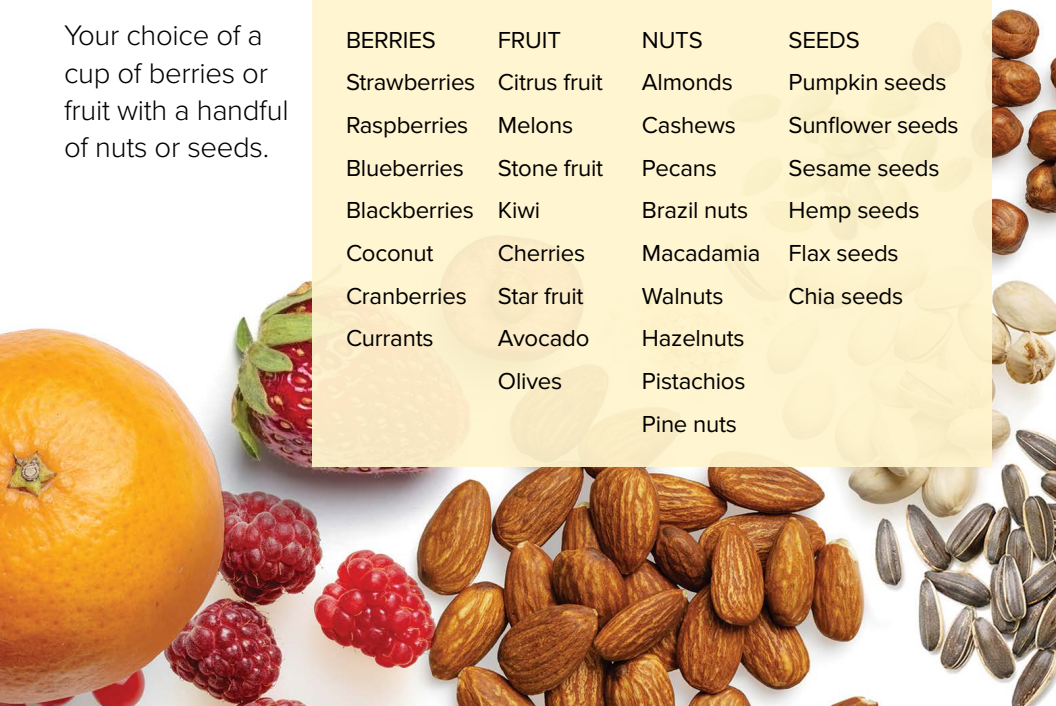 Your choice of a
cup of berries or
fruit with a handful
of nuts or seeds.
BERRIES
Strawberries
Raspberries
Blueberries
Blackberries
Coconut
Cranberries
Currants
FRUIT
Citrus fruit
Melons
Stone fruit
Kiwi
Cherries
Star fruit
Avocado
Olives
NUTS
Almonds
Cashews
Pecans
Brazil nuts
Macadamia
Walnuts
Hazelnuts
Pistachios
Pine nuts
SEEDS
Pumpkin seeds
Sunflower seeds
Sesame seeds
Hemp seeds
Flax seeds
Chia seeds